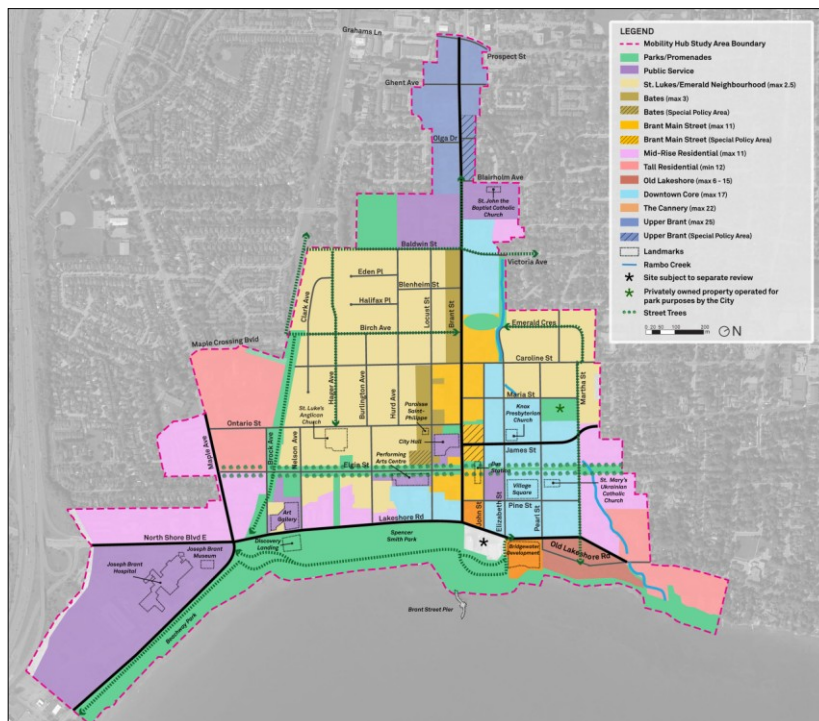 Grahams Ln
Prospect St
Ghent Ave
Olga Dr
Blairholm Ave
St. John the
Baptist Catholic
Church
Baldwin St
Victoria Ave
Eden Pl
Blenheim St
Clark Ave
Halifax Pl
Locust St
Brant St
Birch Ave
Emerald Cres
Maple Crossing Blvd
Caroline St
Hager Ave
Burlington Ave
Hurd Ave
Maria St
Martha St
St. Luke's
Anglican
Church
Paroisse
Saint-
Philippe
Knox
Presbyterian
Church
Ontario St
Maple Ave
Brock Ave
Nelson Ave
City Hall
James St
Performing
Arts Centre
Elgin St
Bus
Station
Village
Square
St. Mary's
Ukrainian
Catholic
Church
Art
Gallery
Lakeshore Rd
John St
Elizabeth St
Pine St
Pearl St
North Shore Blvd E
Discovery
Landing
Spencer
Smith Park
*
Bridgewater
Development
Old Lakeshore Rd
Joseph Brant
Museum
Joseph Brant
Hospital
Beachway Park
Brant Street Pier
LEGEND
Mobility Hub Study Area Boundary
Parks/Promenades
Public Service
St. Lukes/Emerald Neighbourhood (max 2.5)
Bates (max 3)
Bates (Special Policy Area)
Brant Main Street (max 11)
Brant Main Street (Special Policy Area)
Mid-Rise Residential (max 11)
Tall Residential (min 12)
Old Lakeshore (max 6 - 15)
Downtown Core (max 17)
The Cannery (max 22)
Upper Brant (max 25)
Upper Brant (Special Policy Area)
Landmarks
Rambo Creek
* Site subject to separate review
* Privately owned property operated for
park purposes by the City
Street Trees
0 20 50 100 200 m
N